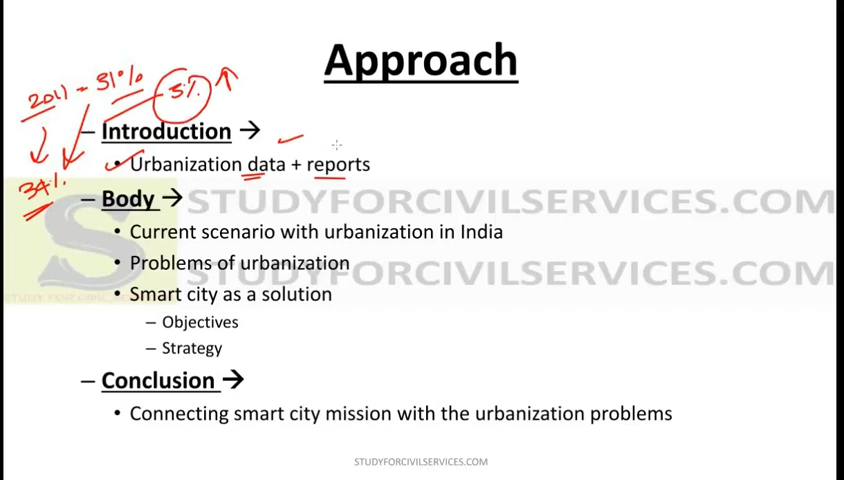 Approach
2011 - 31%
5%
– Introduction →
• Urbanization data + reports
34%
– Body →
STUDYFORCIVILSERVICES.COM
• Current scenario with urbanization in India
• Problems of urbanization
STUDYFORCIVILSERVICES.COM
• Smart city as a solution
– Objectives
– Strategy
– Conclusion →
• Connecting smart city mission with the urbanization problems
STUDYFORCIVILSERVICES.COM